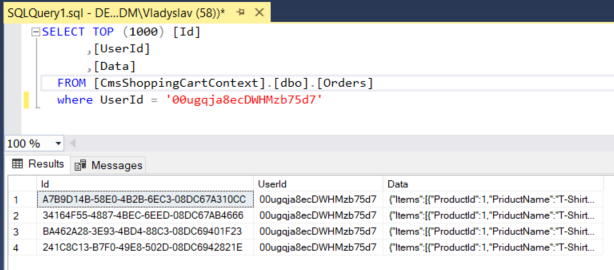 SQLQuery1.sql - DE...DM\Vladyslav (58))*
SELECT TOP (1000) [Id]
,[UserId]
,[Data]
FROM [CmsShoppingCartContext].[dbo].[Orders]
where UserId = '00ugqja8ecDWHMzb75d7'
100 %
Results Messages
Id UserId Data
1 A7B9D14B-58E0-4B2B-6EC3-08DC67A310CC 00ugqja8ecDWHMzb75d7 {"Items":[{"ProductId":1,"PriductName":"T-Shirt...
2 34164F55-4887-4BEC-6EED-08DC67AB4666 00ugqja8ecDWHMzb75d7 {"Items":[{"ProductId":1,"PriductName":"T-Shirt...
3 BA462A28-3E93-4BD4-88C3-08DC69401F23 00ugqja8ecDWHMzb75d7 {"Items":[{"ProductId":1,"PriductName":"T-Shirt...
4 241C8C13-B7F0-49E8-502D-08DC6942821E 00ugqja8ecDWHMzb75d7 {"Items":[{"ProductId":1,"PriductName":"T-Shirt...